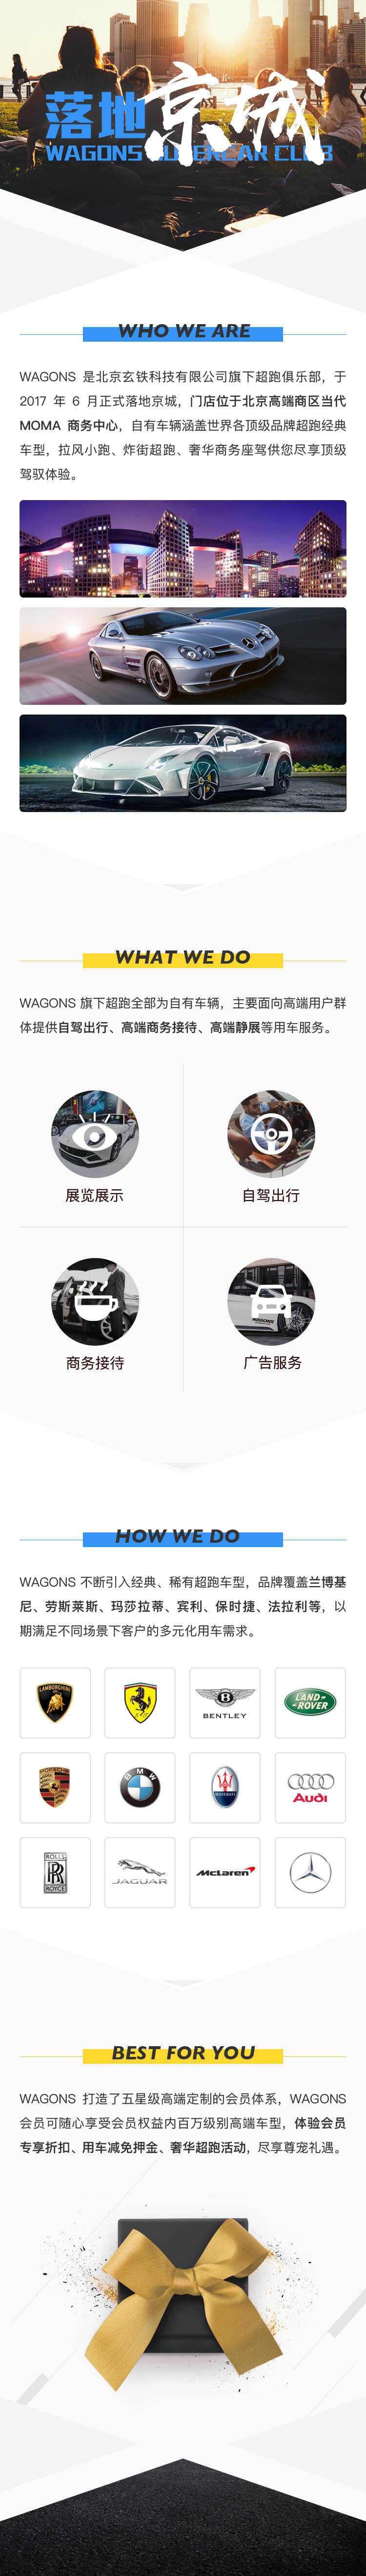 落地京城
WAGONS SUPERCAR CLUB
WHO WE ARE
WAGONS 是北京玄铁科技有限公司旗下超跑俱乐部，于
2017 年 6 月正式落地京城，门店位于北京高端商区当代
MOMA 商务中心，自有车辆涵盖世界各顶级品牌超跑经典
车型，拉风小跑、炸街超跑、奢华商务座驾供您尽享顶级
驾驭体验。
WHAT WE DO
WAGONS 旗下超跑全部为自有车辆，主要面向高端用户群
体提供自驾出行、高端商务接待、高端静展等用车服务。
展览展示
自驾出行
商务接待
WAGONS
广告服务
HOW WE DO
WAGONS 不断引入经典、稀有超跑车型，品牌覆盖兰博基
尼、劳斯莱斯、玛莎拉蒂、宾利、保时捷、法拉利等，以
期满足不同场景下客户的多元化用车需求。
LAMBORGHINI
BENTLEY
LAND-ROVER
PORSCHE
BMW
MASERATI
Audi
ROLLS
RR
ROYCE
JAGUAR
McLaren
BEST FOR YOU
WAGONS 打造了五星级高端定制的会员体系，WAGONS
会员可随心享受会员权益内百万级别高端车型，体验会员
专享折扣、用车减免押金、奢华超跑活动，尽享尊宠礼遇。